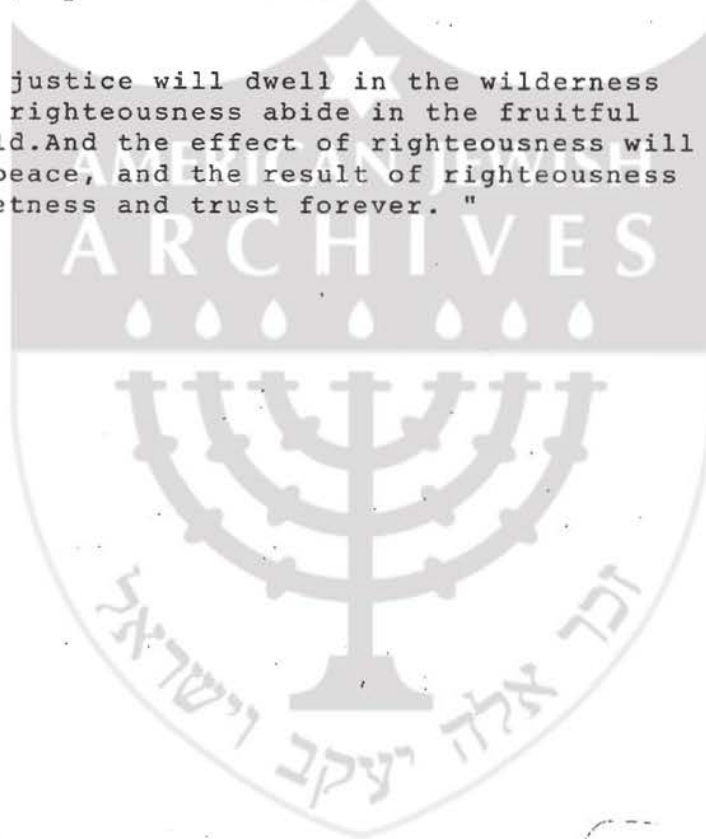 justice will dwell in the wilderness
righteousness abide in the fruitful
ld.And the effect of righteousness will
peace, and the result of righteousness
etness and trust forever. "
AMERICAN JEWISH
ARCHIVES
זכר אלה יעקב וישראל